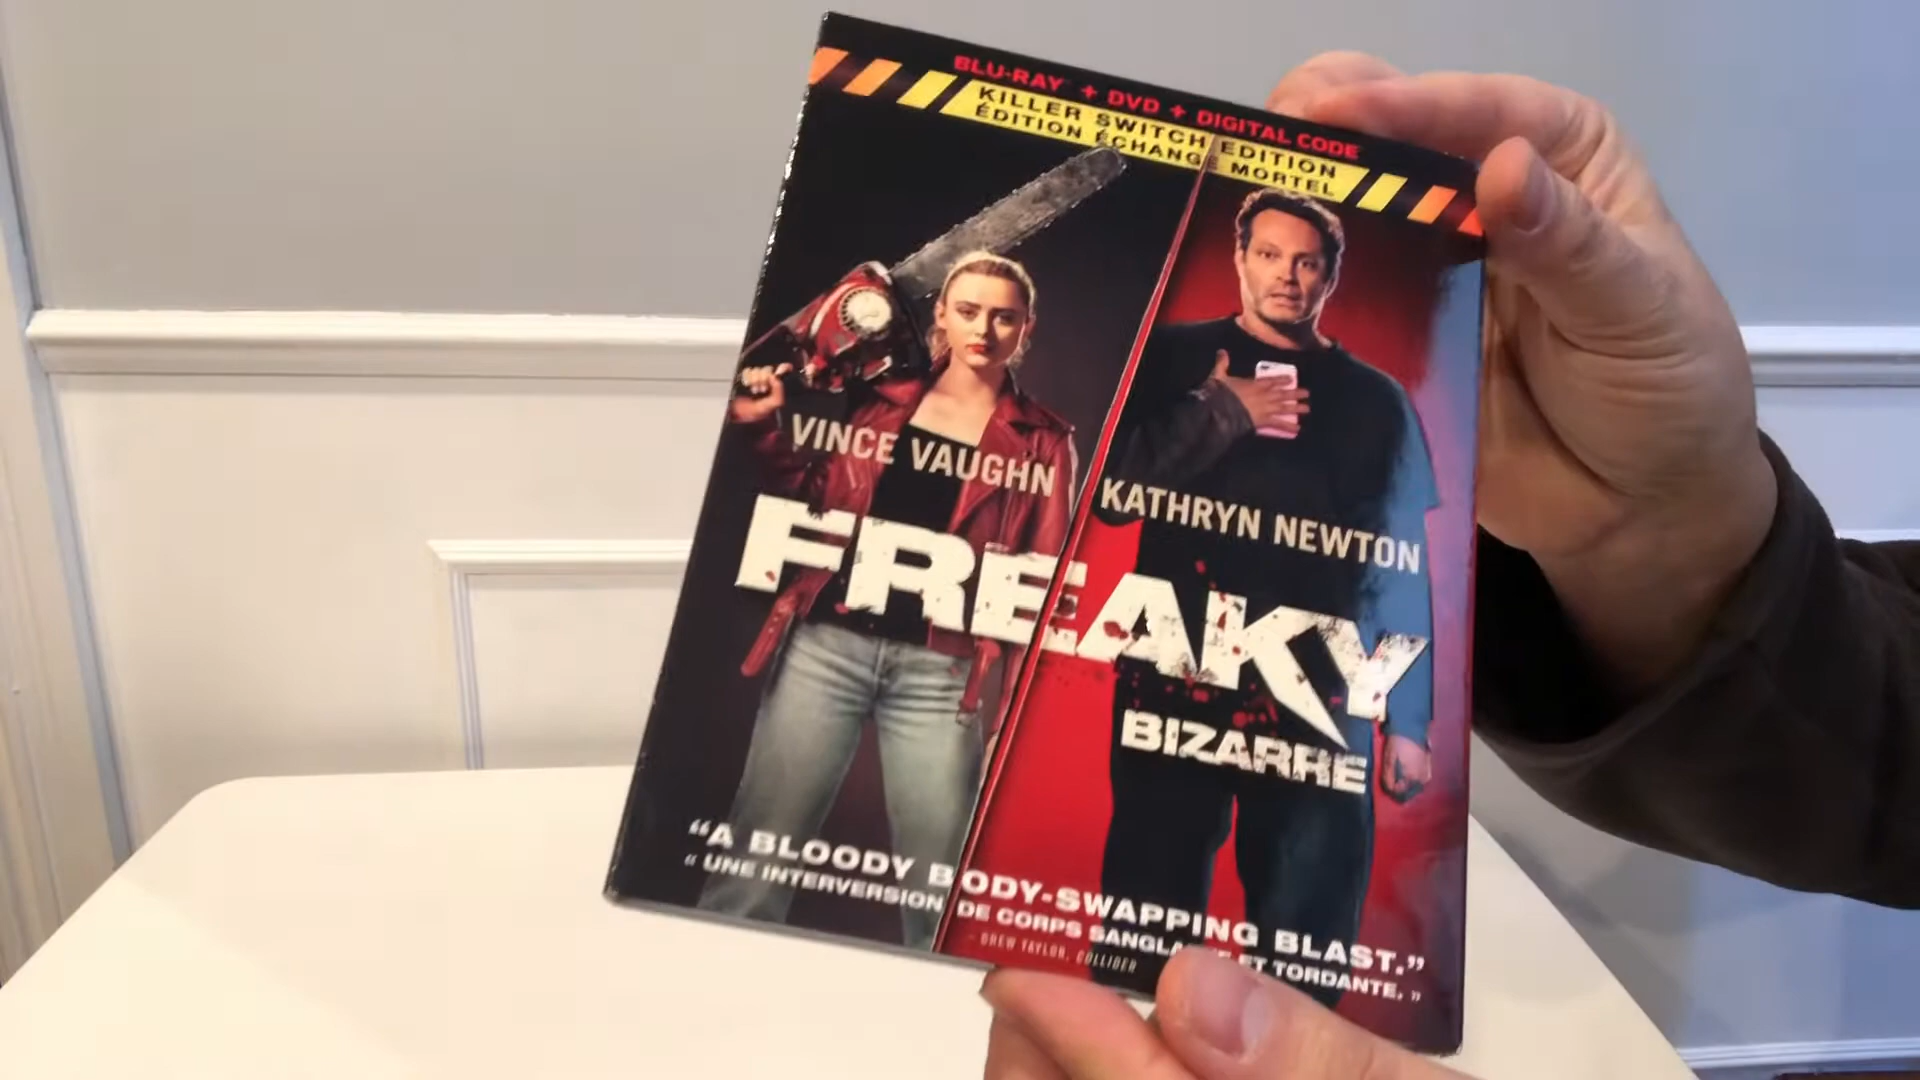 BLU-RAY + DVD + DIGITAL CODE
KILLER SWITCH EDITION
ÉDITION ÉCHANGE MORTEL
VINCE VAUGHN
KATHRYN NEWTON
FREAKY
BIZARRE
“A BLOODY BODY-SWAPPING BLAST.”
« UNE INTERVERSION DE CORPS ET TORDANTE. »
- DREW TAYLOR, COLLIDER